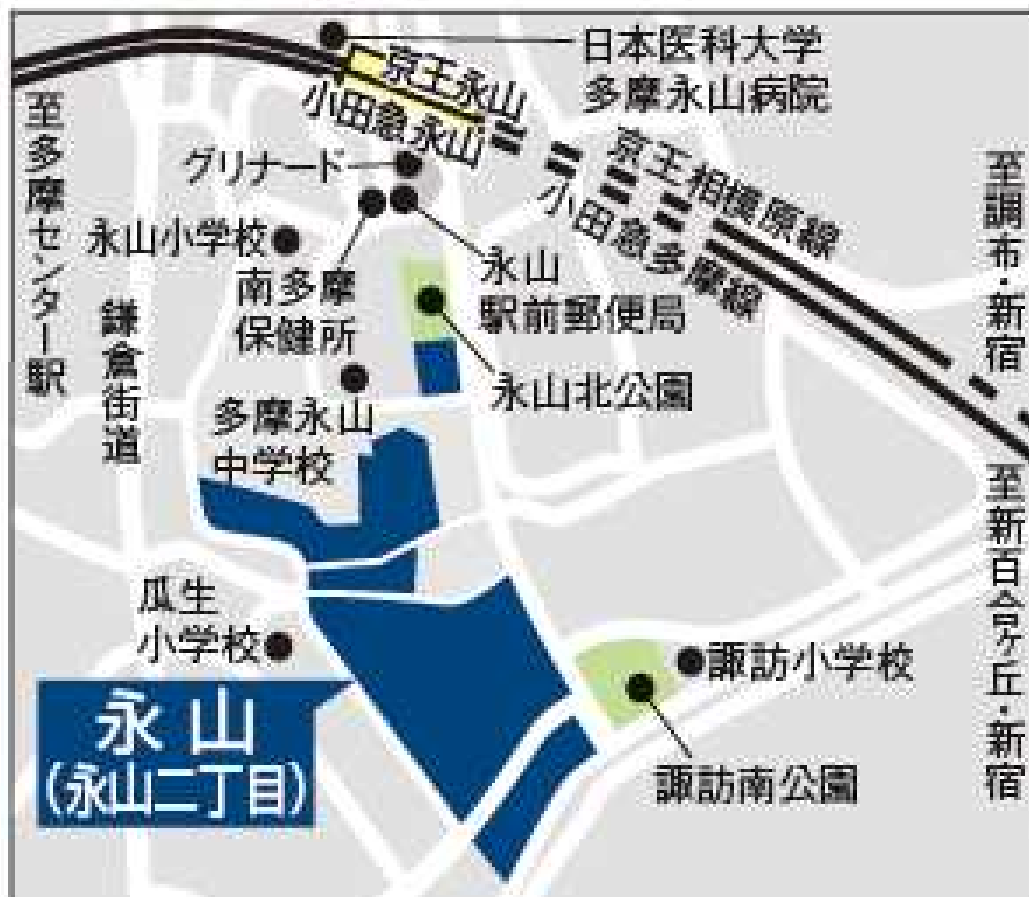 日本医科大学
多摩永山病院
京王永山
小田急永山
至多摩センター駅
グリナード
京王相模原線
小田急多摩線
至調布・新宿
永山小学校
南多摩
保健所
永山
駅前郵便局
鎌倉街道
永山北公園
多摩永山
中学校
至新百合ヶ丘・新宿
瓜生
小学校
諏訪小学校
永山
(永山二丁目)
諏訪南公園